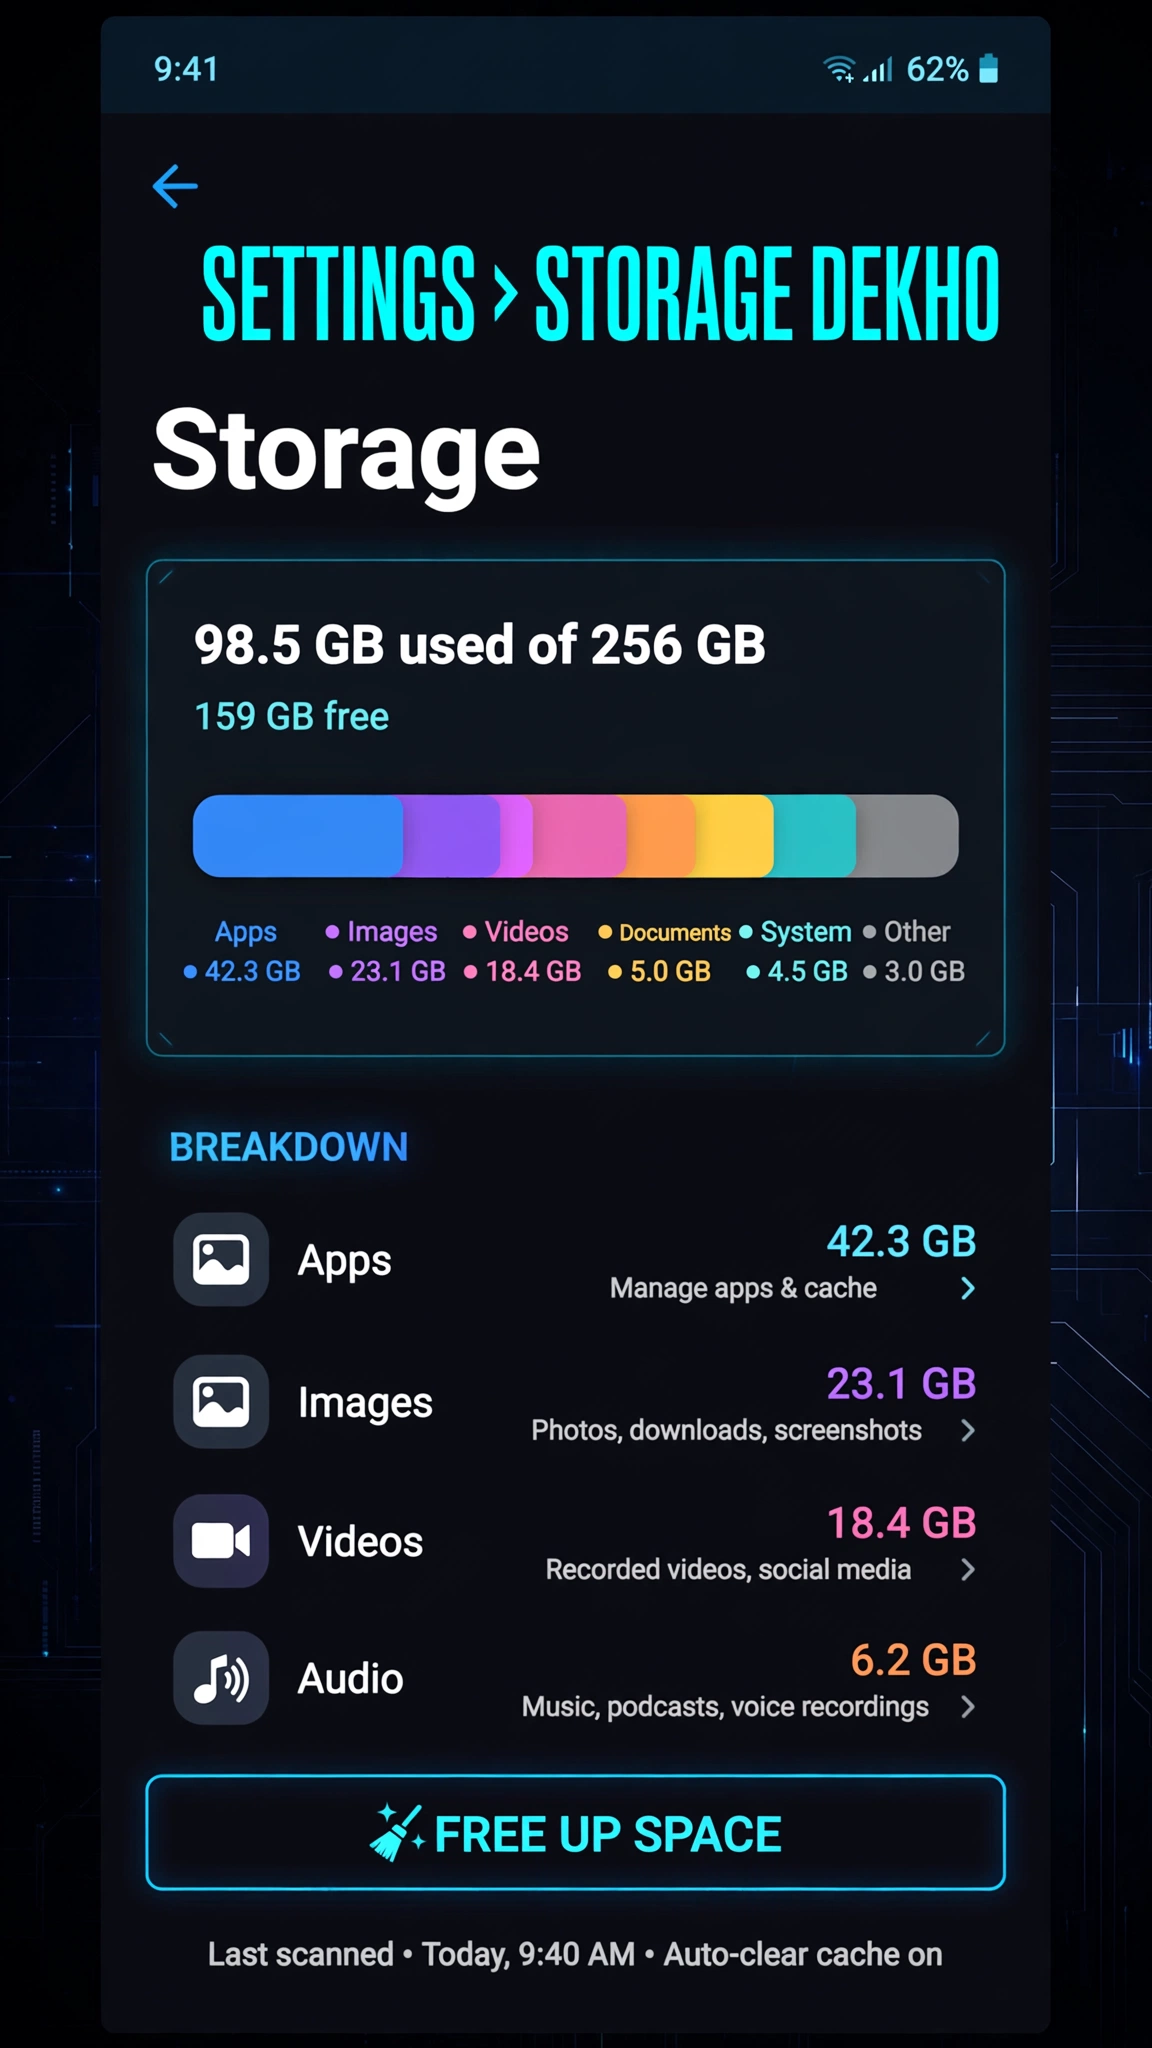 9:41 62%
SETTINGS > STORAGE DEKHO
Storage
98.5 GB used of 256 GB
159 GB free
Apps • Images • Videos • Documents • System • Other
• 42.3 GB • 23.1 GB • 18.4 GB • 5.0 GB • 4.5 GB • 3.0 GB
BREAKDOWN
Apps 42.3 GB
Manage apps & cache >
Images 23.1 GB
Photos, downloads, screenshots >
Videos 18.4 GB
Recorded videos, social media >
Audio 6.2 GB
Music, podcasts, voice recordings >
FREE UP SPACE
Last scanned • Today, 9:40 AM • Auto-clear cache on